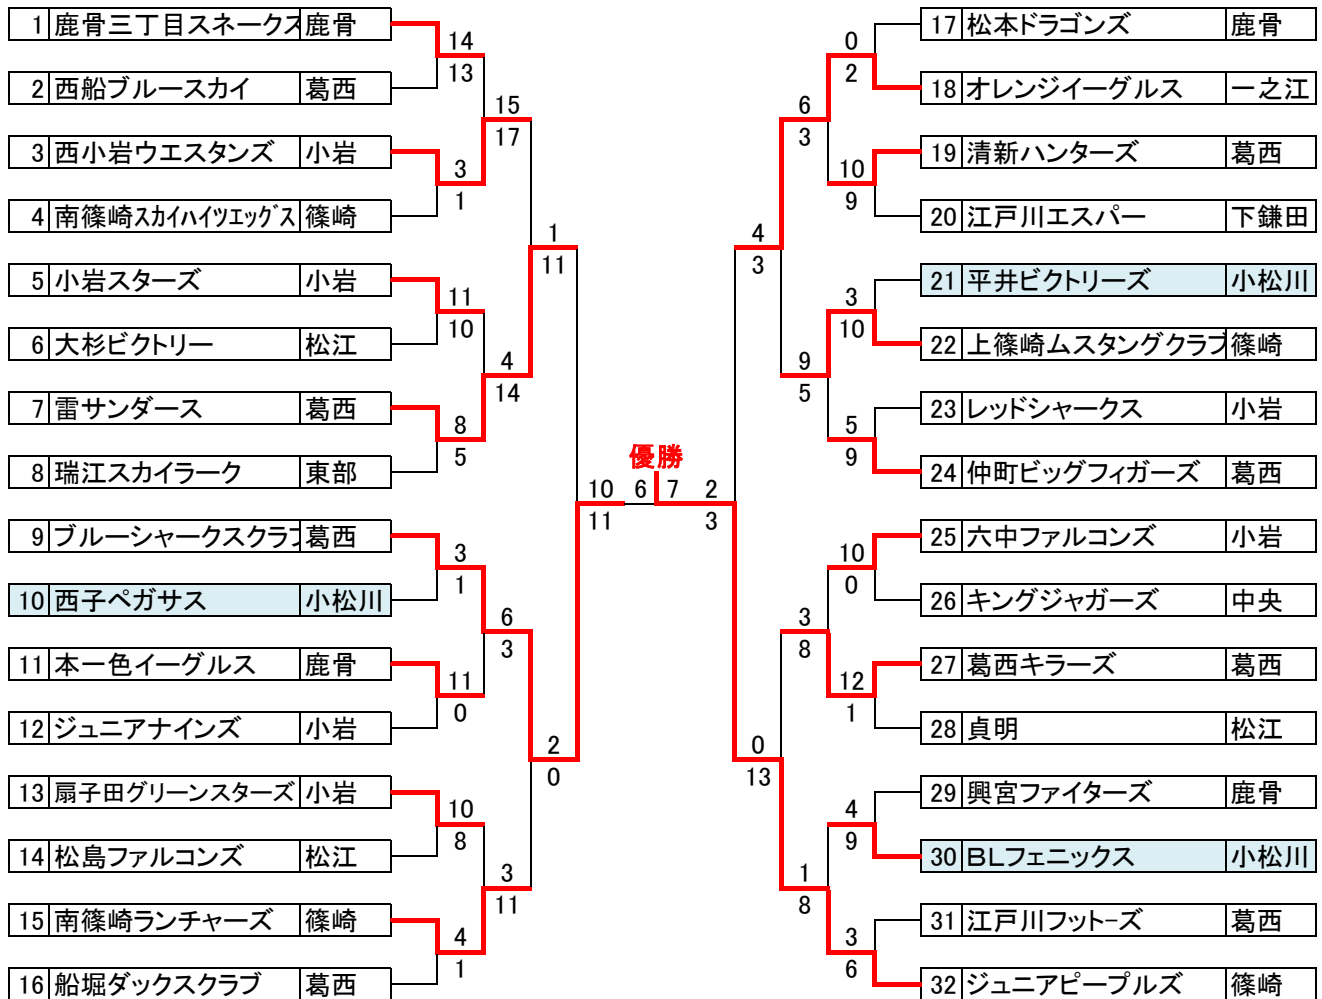 1 鹿骨三丁目スネークス 鹿骨
14
13
2 西船ブルースカイ 葛西
15
17
3 西小岩ウエスタンズ 小岩
3
1
4 南篠崎スカイハイツエッグス 篠崎
1
11
5 小岩スターズ 小岩
11
10
6 大杉ビクトリー 松江
4
14
7 雷サンダース 葛西
8
5
8 瑞江スカイラーク 東部
10
11
9 ブルーシャークスクラブ 葛西
3
1
10 西子ペガサス 小松川
6
3
11 本一色イーグルス 鹿骨
11
0
12 ジュニアナインズ 小岩
2
0
13 扇子田グリーンスターズ 小岩
10
8
14 松島ファルコンズ 松江
3
11
15 南篠崎ランチャーズ 篠崎
4
1
16 船堀ダックスクラブ 葛西
優勝
6 7
17 松本ドラゴンズ 鹿骨
0
2
18 オレンジイーグルス 一之江
6
3
19 清新ハンターズ 葛西
10
9
20 江戸川エスパー 下鎌田
4
3
21 平井ビクトリーズ 小松川
3
10
22 上篠崎ムスタングクラブ 篠崎
9
5
23 レッドシャークス 小岩
5
9
24 仲町ビッグフィガーズ 葛西
2
3
25 六中ファルコンズ 小岩
10
0
26 キングジャガーズ 中央
3
8
27 葛西キラーズ 葛西
12
1
28 貞明 松江
0
13
29 興宮ファイターズ 鹿骨
4
9
30 BLフェニックス 小松川
1
8
31 江戸川フットーズ 葛西
3
6
32 ジュニアピープルズ 篠崎